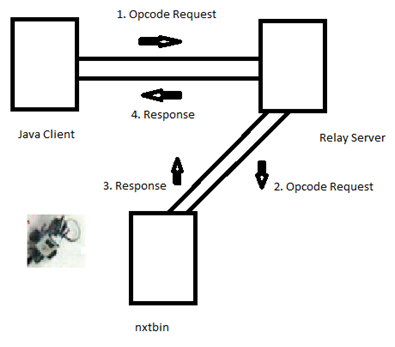 1. Opcode Request
4. Response
Java Client
Relay Server
3. Response
2. Opcode Request
nxtbin